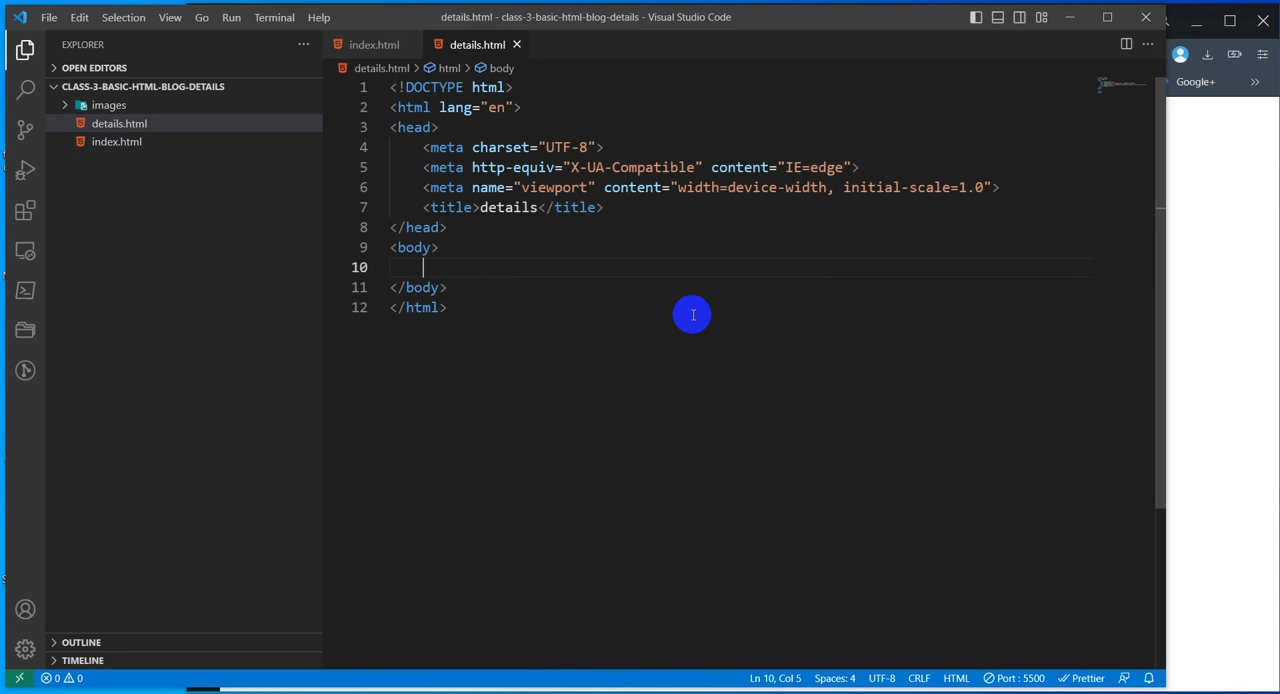 File Edit Selection View Go Run Terminal Help details.html - class-3-basic-html-blog-details - Visual Studio Code
EXPLORER
OPEN EDITORS
CLASS-3-BASIC-HTML-BLOG-DETAILS
images
details.html
index.html
OUTLINE
TIMELINE
index.html details.html
details.html > html > body
1 <!DOCTYPE html>
2 <html lang="en">
3 <head>
4 <meta charset="UTF-8">
5 <meta http-equiv="X-UA-Compatible" content="IE=edge">
6 <meta name="viewport" content="width=device-width, initial-scale=1.0">
7 <title>details</title>
8 </head>
9 <body>
10
11 </body>
12 </html>
Google+
0 0 Ln 10, Col 5 Spaces: 4 UTF-8 CRLF HTML Port : 5500 Prettier